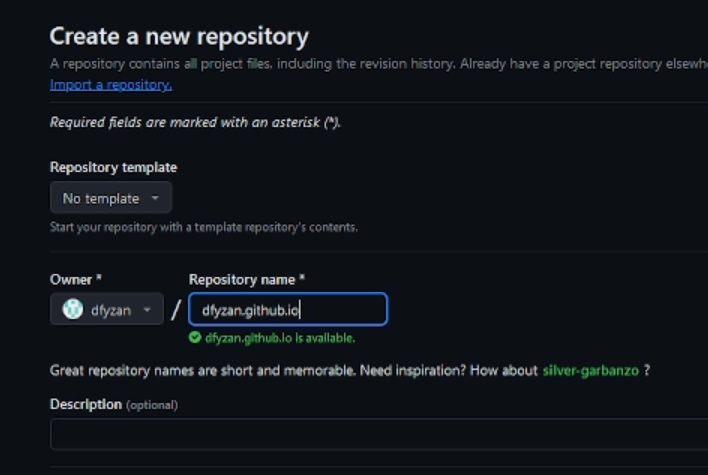 Create a new repository
A repository contains all project files, including the revision history. Already have a project repository
Import a repository.
Required fields are marked with an asterisk (*).
Repository template
No template
Start your repository with a template repository's contents.
Owner * Repository name *
dfyzan / dfyzan.github.io
dfyzan.github.io is available.
Great repository names are short and memorable. Need inspiration? How about silver-garbanzo ?
Description (optional)